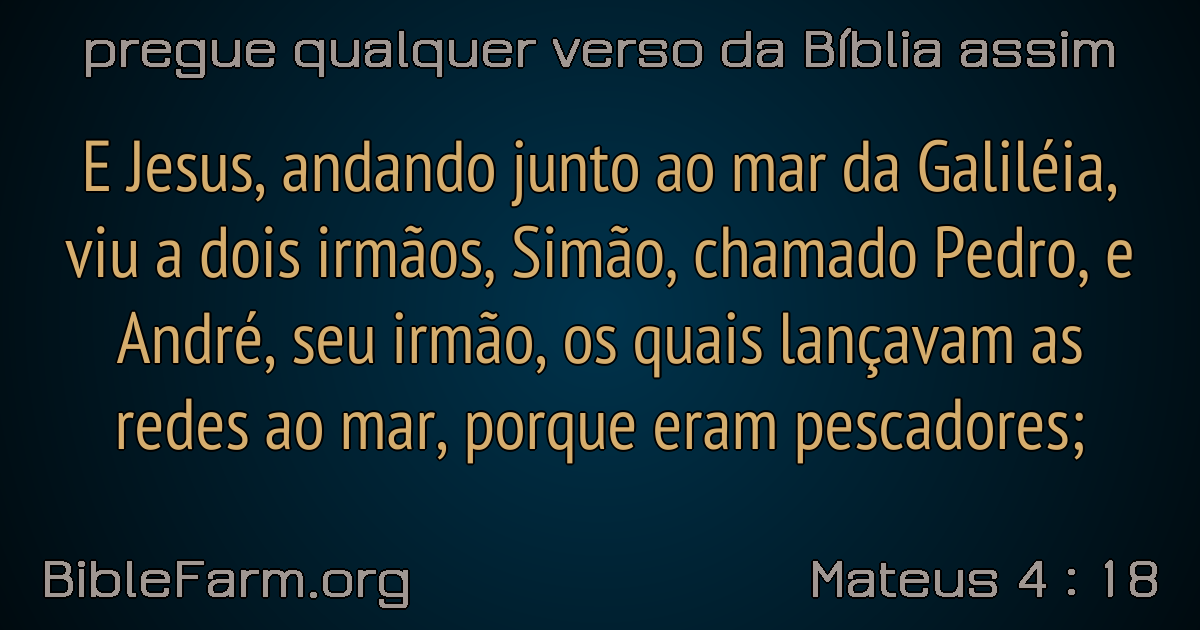 pregue qualquer verso da Bíblia assim
E Jesus, andando junto ao mar da Galiléia,
viu a dois irmãos, Simão, chamado Pedro, e
André, seu irmão, os quais lançavam as
redes ao mar, porque eram pescadores;
BibleFarm.org
Mateus 4 : 18